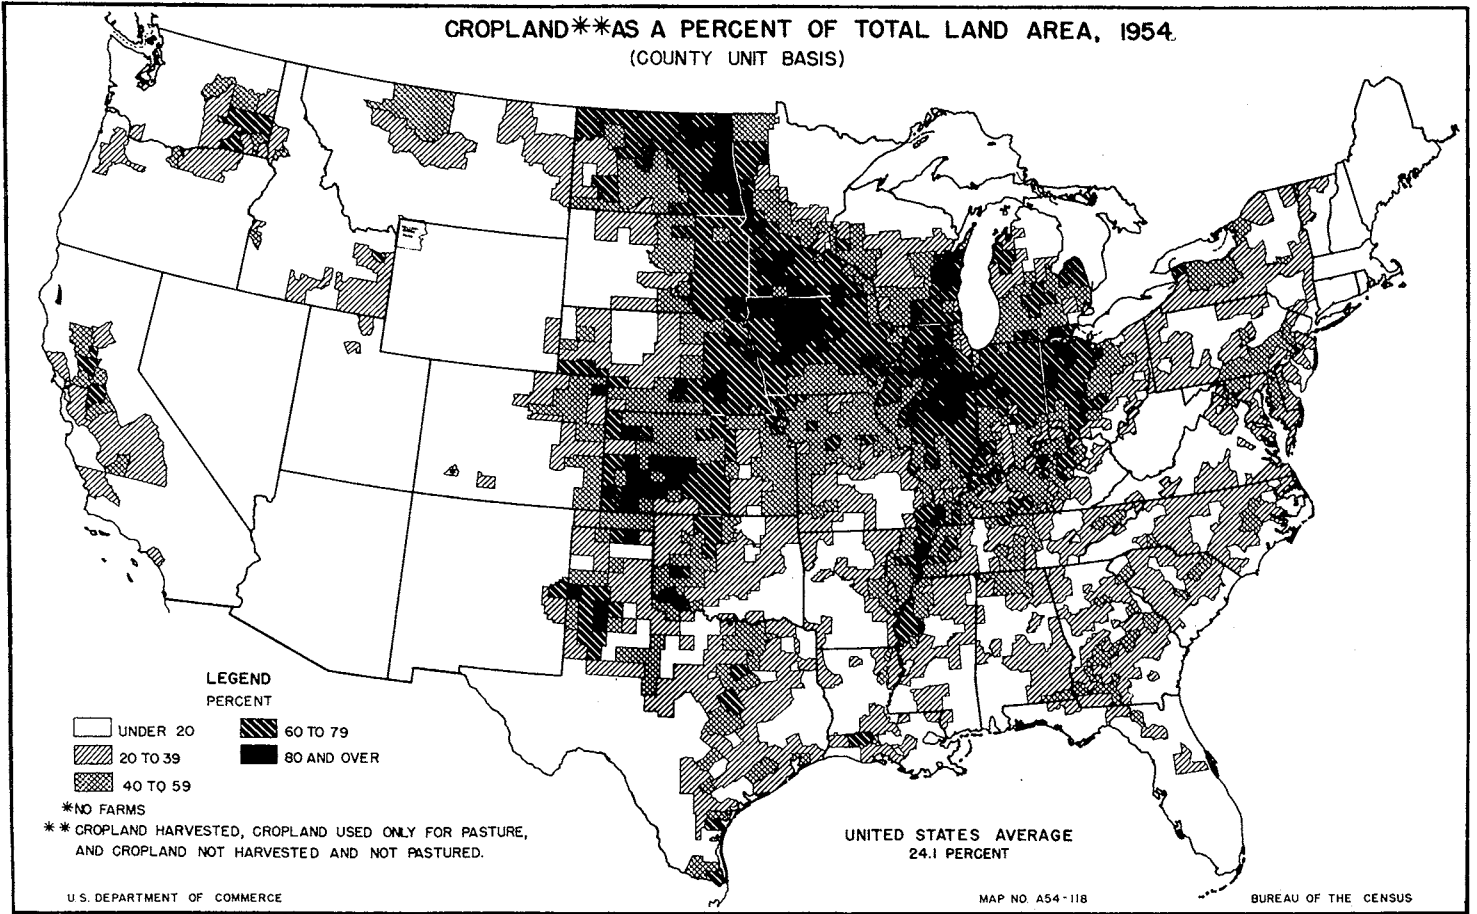 CROPLAND**AS A PERCENT OF TOTAL LAND AREA, 1954
(COUNTY UNIT BASIS)
LEGEND
PERCENT
UNDER 20
20 TO 39
40 TO 59
60 TO 79
80 AND OVER
*NO FARMS
**CROPLAND HARVESTED, CROPLAND USED ONLY FOR PASTURE,
AND CROPLAND NOT HARVESTED AND NOT PASTURED.
UNITED STATES AVERAGE
24.1 PERCENT
U.S. DEPARTMENT OF COMMERCE
MAP NO. A54-118
BUREAU OF THE CENSUS